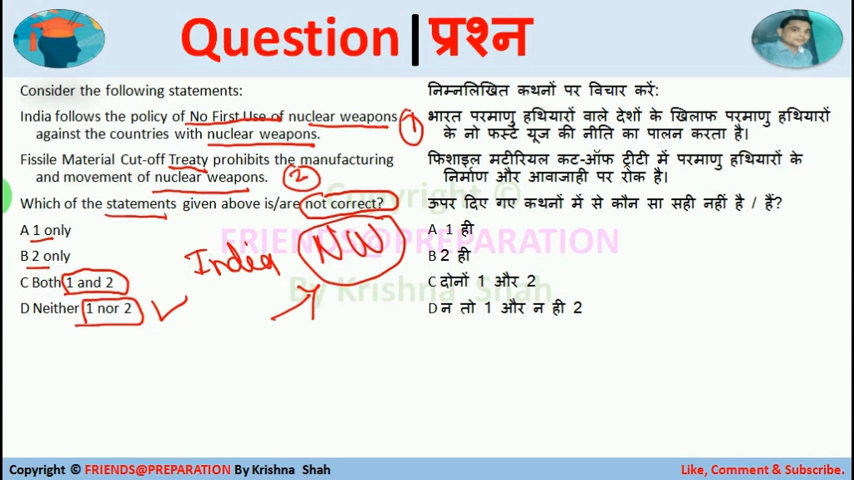 Question|प्रश्न
Consider the following statements:
India follows the policy of No First Use of nuclear weapons
against the countries with nuclear weapons.
1
Fissile Material Cut-off Treaty prohibits the manufacturing
and movement of nuclear weapons.
2
Which of the statements given above is/are not correct?
A 1 only
B 2 only
C Both 1 and 2
D Neither 1 nor 2
India
NW
निम्नलिखित कथनों पर विचार करें:
भारत परमाणु हथियारों वाले देशों के खिलाफ परमाणु हथियारों
के नो फर्स्ट यूज की नीति का पालन करता है।
फिशाइल मटीरियल कट-ऑफ ट्रीटी में परमाणु हथियारों के
निर्माण और आवाजाही पर रोक है।
ऊपर दिए गए कथनों में से कौन सा सही नहीं है / हैं?
A 1 ही
B 2 ही
C दोनों 1 और 2
D न तो 1 और न ही 2
Copyright ©
FRIENDS@PREPARATION
By Krishna Shah
Copyright © FRIENDS@PREPARATION By Krishna Shah
Like, Comment & Subscribe.